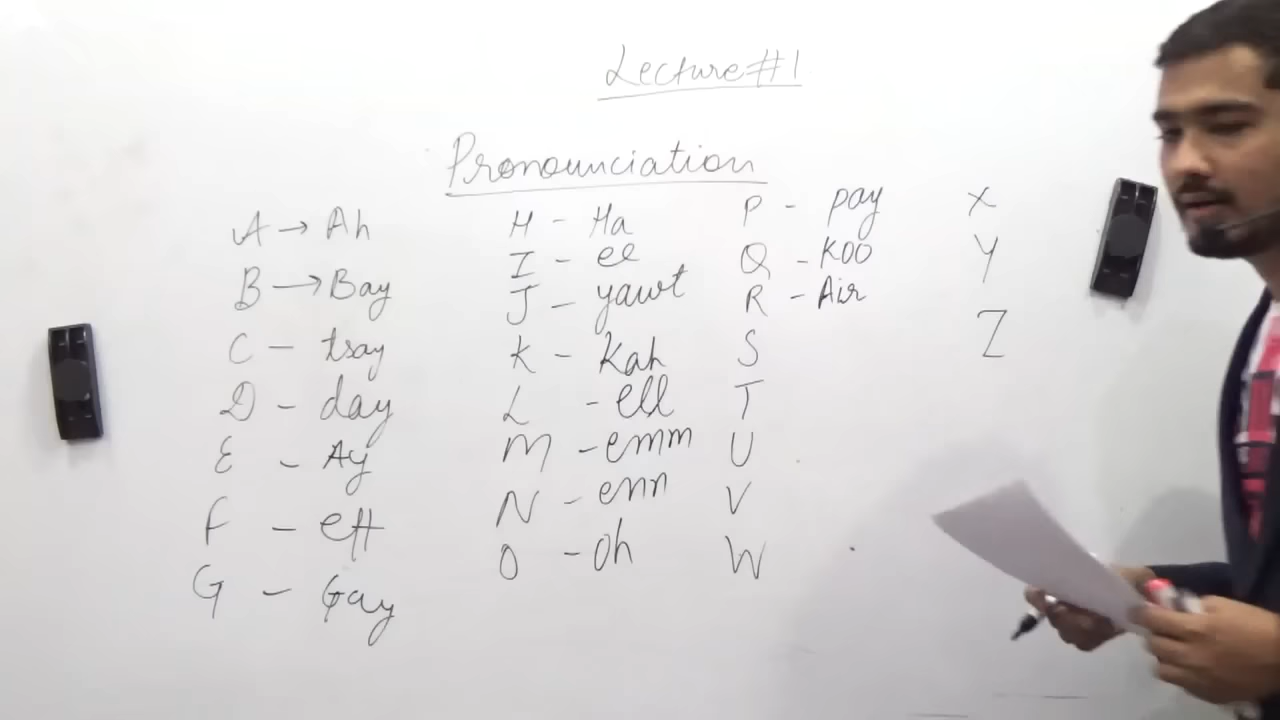 Lecture #1
Pronounciation
A → Ah
B → Bay
C - tsay
D - day
E - Ay
F - eff
G - Gay
H - Ha
I - ee
J - yawt
K - Kah
L - ell
M - emm
N - enn
O - oh
P - pay
Q - KOO
R - Air
S
T
U
V
W
X
Y
Z